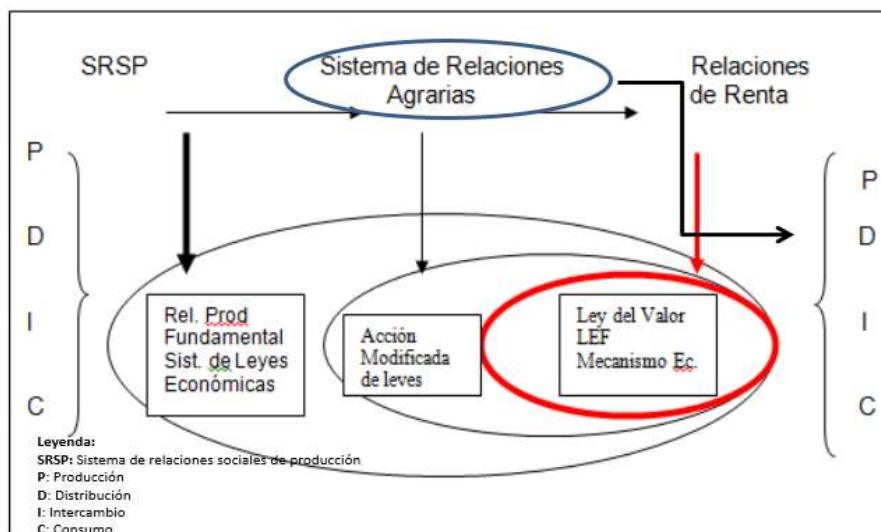 SRSP
Sistema de Relaciones
Agrarias
Relaciones
de Renta
P
D
I
C
P
D
I
C
Rel. Prod
Fundamental
Sist. de Leyes
Económicas
Acción
Modificada
de leves
Ley del Valor
LEF
Mecanismo Ec.
Leyenda:
SRSP: Sistema de relaciones sociales de producción
P: Producción
D: Distribución
I: Intercambio
C: Consumo